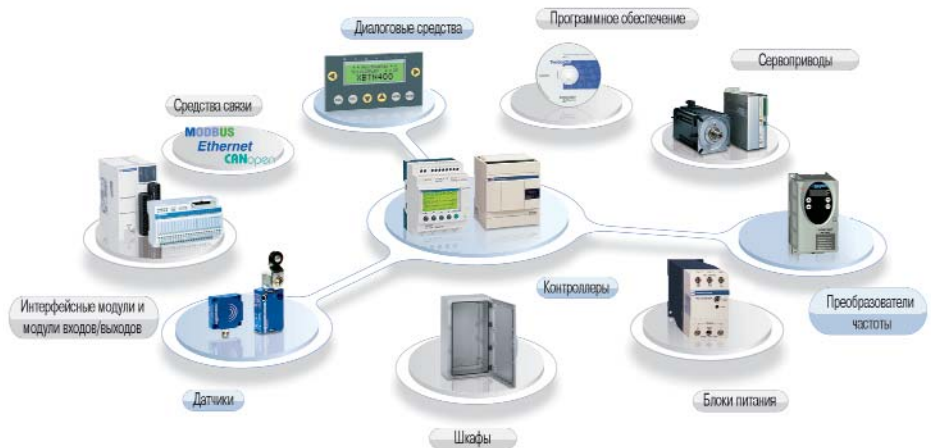 Диалоговые средства
Программное обеспечение
Сервоприводы
Средства связи
MODBUS
Ethernet
CANopen
XBTN400
Контроллеры
Интерфейсные модули и
модули входов/выходов
Преобразователи
частоты
Датчики
Блоки питания
Шкафы